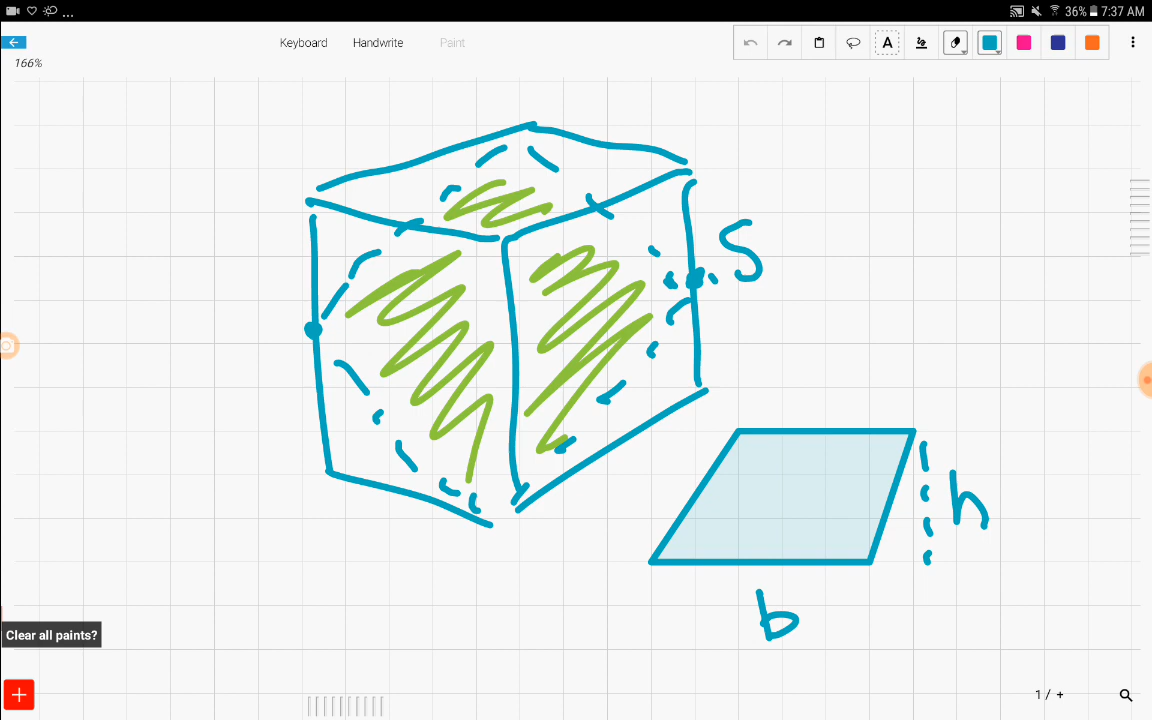 36% 7:37 AM
Keyboard Handwrite Paint
A
166%
S
h
b
Clear all paints?
1 / +